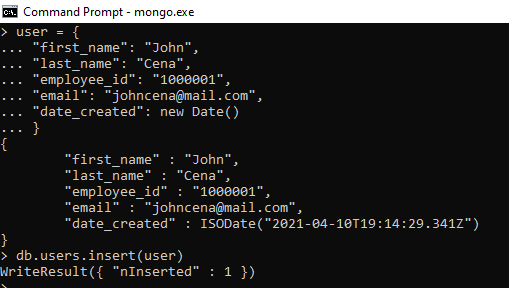 Command Prompt - mongo.exe
> user = {
... "first_name": "John",
... "last_name": "Cena",
... "employee_id": "1000001",
... "email": "johncena@mail.com",
... "date_created": new Date()
... }
{
        "first_name" : "John",
        "last_name" : "Cena",
        "employee_id" : "1000001",
        "email" : "johncena@mail.com",
        "date_created" : ISODate("2021-04-10T19:14:29.341Z")
}
> db.users.insert(user)
WriteResult({ "nInserted" : 1 })
>